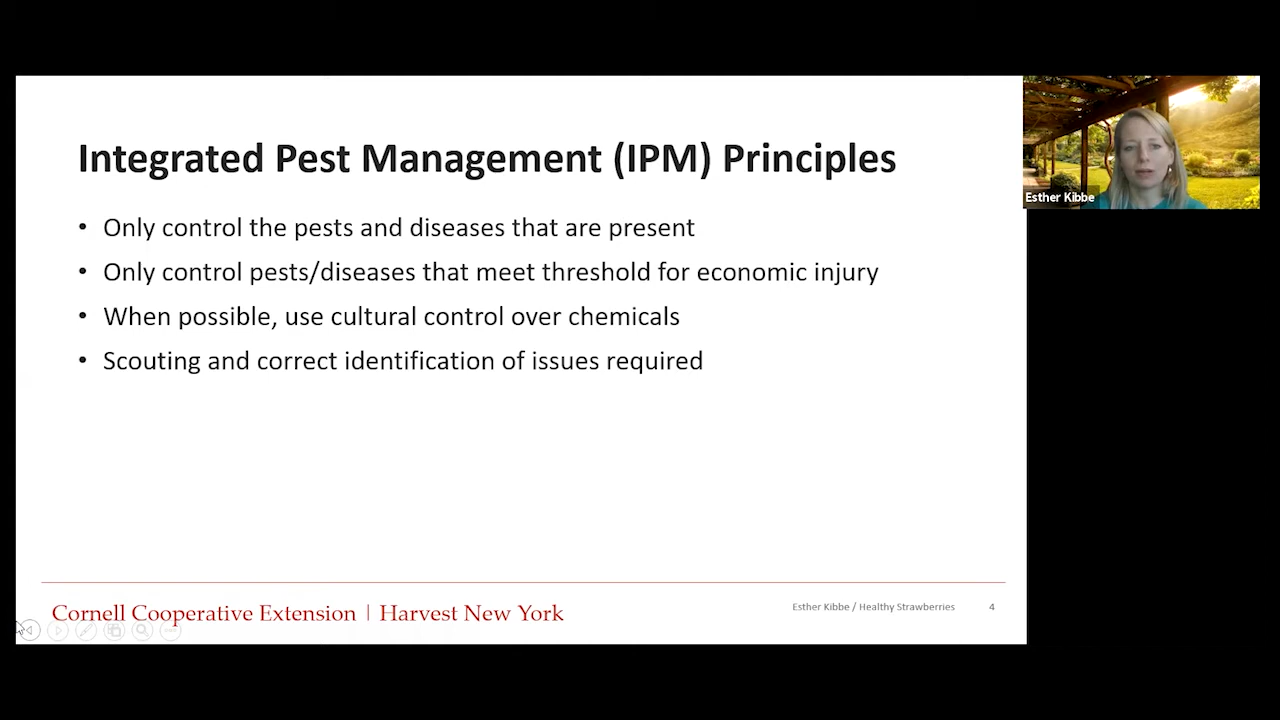 Integrated Pest Management (IPM) Principles
• Only control the pests and diseases that are present
• Only control pests/diseases that meet threshold for economic injury
• When possible, use cultural control over chemicals
• Scouting and correct identification of issues required
Esther Kibbe
Cornell Cooperative Extension | Harvest New York
Esther Kibbe / Healthy Strawberries 4